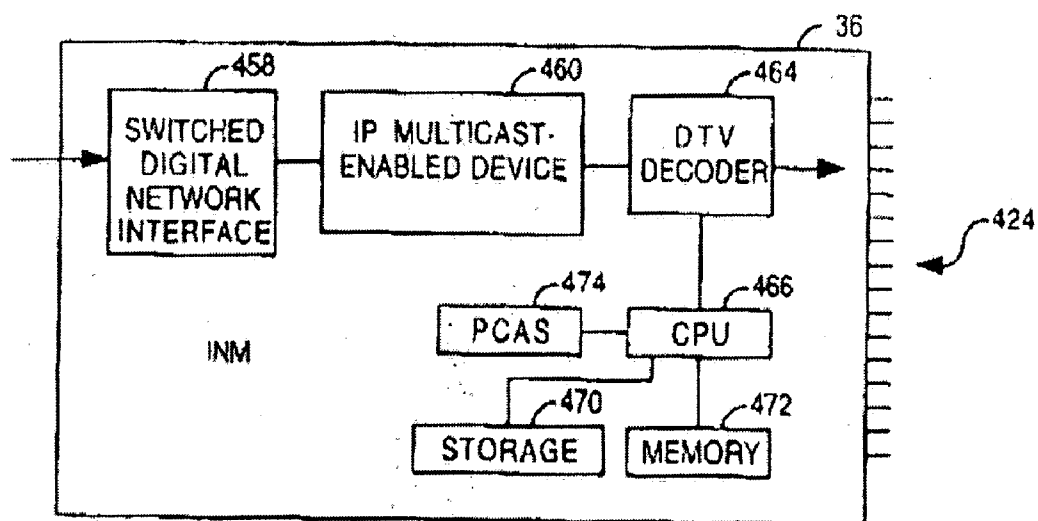 36
458
460
464
SWITCHED
DIGITAL
NETWORK
INTERFACE
IP MULTICAST-
ENABLED DEVICE
DTV
DECODER
424
474
466
PCAS
CPU
INM
470
472
STORAGE
MEMORY